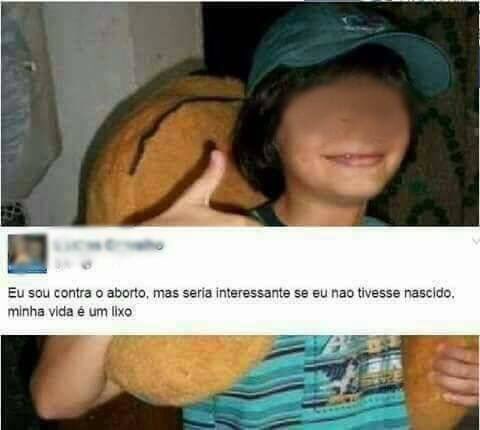 Eu sou contra o aborto, mas seria interessante se eu nao tivesse nascido,
minha vida é um lixo